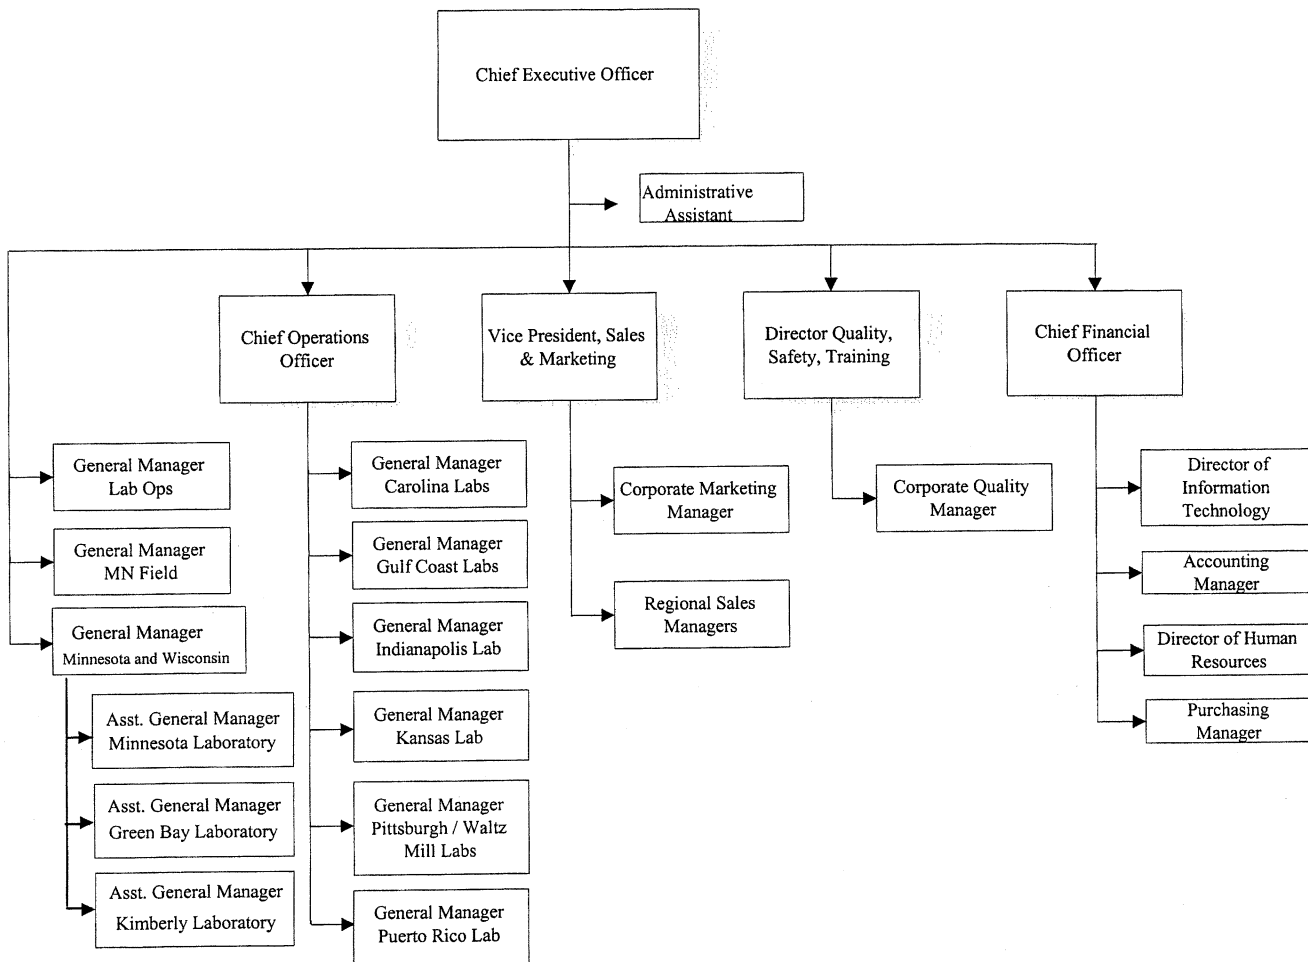 Chief Executive Officer
Administrative
Assistant
Chief Operations
Officer
Vice President, Sales
& Marketing
Director Quality,
Safety, Training
Chief Financial
Officer
General Manager
Lab Ops
General Manager
MN Field
General Manager
Minnesota and Wisconsin
Asst. General Manager
Minnesota Laboratory
Asst. General Manager
Green Bay Laboratory
Asst. General Manager
Kimberly Laboratory
General Manager
Carolina Labs
General Manager
Gulf Coast Labs
General Manager
Indianapolis Lab
General Manager
Kansas Lab
General Manager
Pittsburgh / Waltz
Mill Labs
General Manager
Puerto Rico Lab
Corporate Marketing
Manager
Regional Sales
Managers
Corporate Quality
Manager
Director of
Information
Technology
Accounting
Manager
Director of Human
Resources
Purchasing
Manager